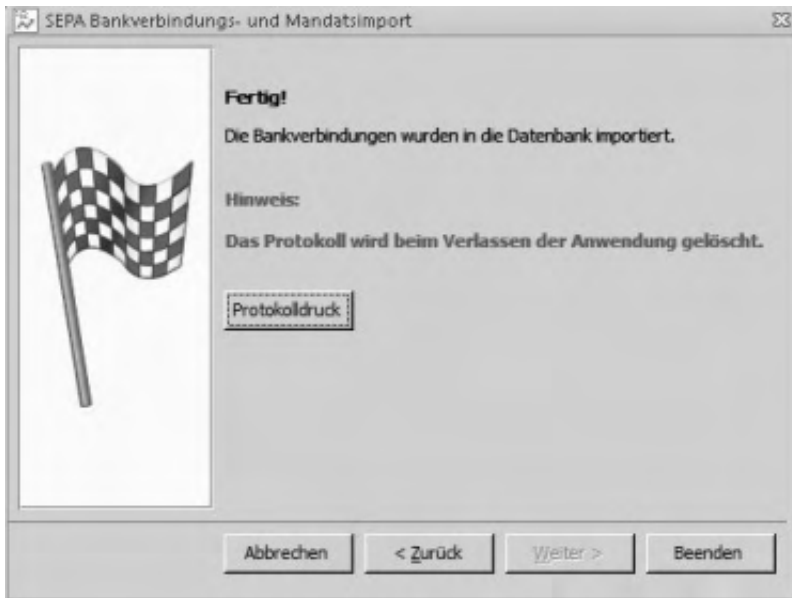 SEPA Bankverbindungs- und Mandatsimport
Fertig!
Die Bankverbindungen wurden in die Datenbank importiert.
Hinweis:
Das Protokoll wird beim Verlassen der Anwendung gelöscht.
Protokolldruck
Abbrechen
< Zurück
Weiter >
Beenden